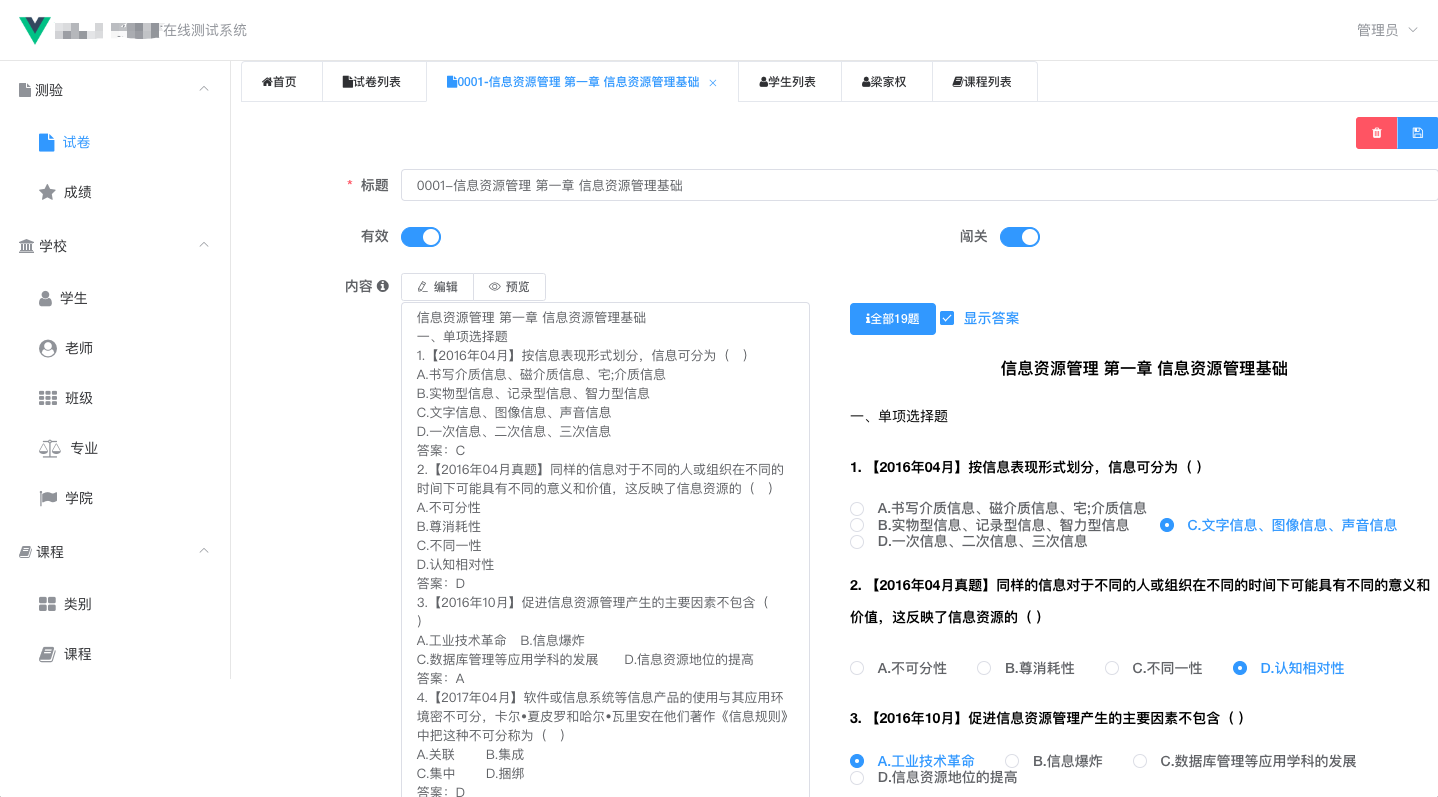 在线测试系统
管理员
测验
试卷
成绩
学校
学生
老师
班级
专业
学院
课程
类别
课程
首页
试卷列表
0001-信息资源管理 第一章 信息资源管理基础
学生列表
梁家权
课程列表
* 标题
0001-信息资源管理 第一章 信息资源管理基础
有效
闯关
内容
编辑
预览
信息资源管理 第一章 信息资源管理基础
一、单项选择题
1.【2016年04月】按信息表现形式划分，信息可分为（ ）
A.书写介质信息、磁介质信息、宅;介质信息
B.实物型信息、记录型信息、智力型信息
C.文字信息、图像信息、声音信息
D.一次信息、二次信息、三次信息
答案：C
2.【2016年04月真题】同样的信息对于不同的人或组织在不同的
时间下可能具有不同的意义和价值，这反映了信息资源的（ ）
A.不可分性
B.尊消耗性
C.不同一性
D.认知相对性
答案：D
3.【2016年10月】促进信息资源管理产生的主要因素不包含（
）
A.工业技术革命 B.信息爆炸
C.数据库管理等应用学科的发展 D.信息资源地位的提高
答案：A
4.【2017年04月】软件或信息系统等信息产品的使用与其应用环
境密不可分，卡尔•夏皮罗和哈尔•瓦里安在他们著作《信息规则》
中把这种不可分称为（ ）
A.关联 B.集成
C.集中 D.捆绑
答案：D
全部19题
显示答案
信息资源管理 第一章 信息资源管理基础
一、单项选择题
1. 【2016年04月】按信息表现形式划分，信息可分为（ ）
A.书写介质信息、磁介质信息、宅;介质信息
B.实物型信息、记录型信息、智力型信息 C.文字信息、图像信息、声音信息
D.一次信息、二次信息、三次信息
2. 【2016年04月真题】同样的信息对于不同的人或组织在不同的时间下可能具有不同的意义和
价值，这反映了信息资源的（ ）
A.不可分性 B.尊消耗性 C.不同一性 D.认知相对性
3. 【2016年10月】促进信息资源管理产生的主要因素不包含（ ）
A.工业技术革命 B.信息爆炸 C.数据库管理等应用学科的发展
D.信息资源地位的提高